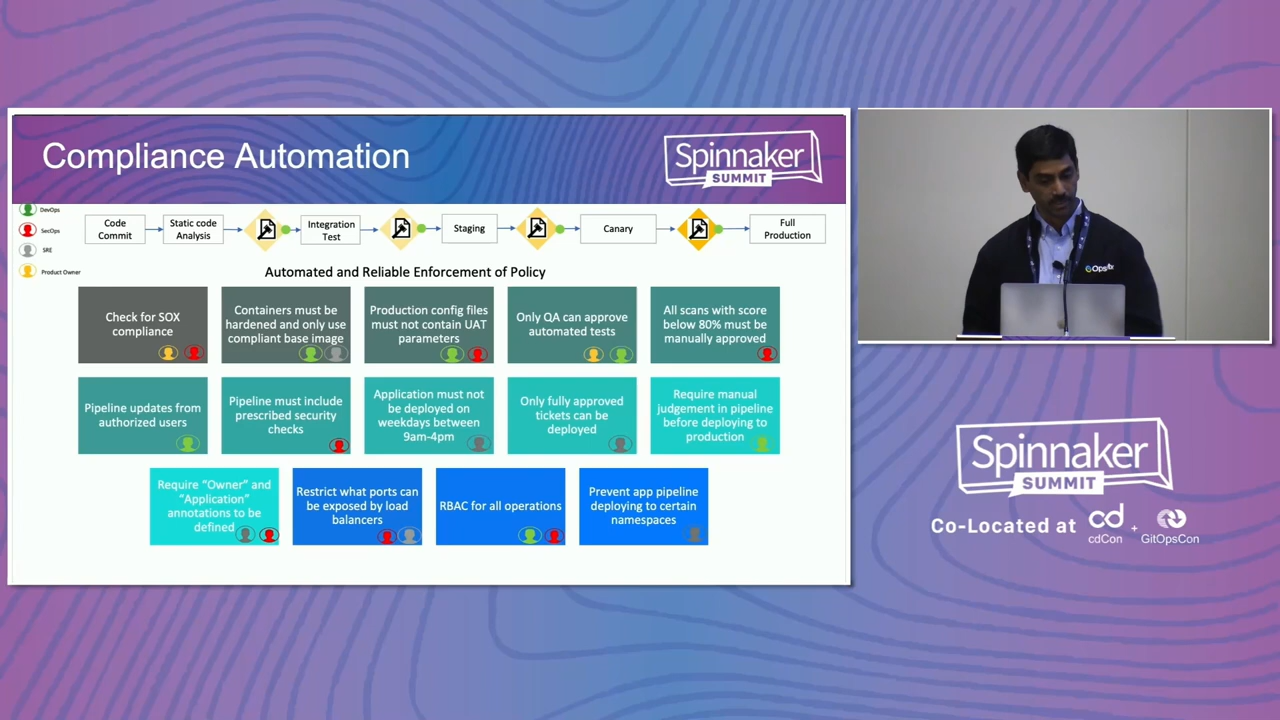 Compliance Automation
Spinnaker
SUMMIT
DevOps
SecOps
SRE
Product Owner
Code
Commit
Static code
Analysis
Integration
Test
Staging
Canary
Full
Production
Automated and Reliable Enforcement of Policy
Check for SOX
compliance
Containers must be
hardened and only use
compliant base image
Production config files
must not contain UAT
parameters
Only QA can approve
automated tests
All scans with score
below 80% must be
manually approved
Pipeline updates from
authorized users
Pipeline must include
prescribed security
checks
Application must not
be deployed on
weekdays between
9am-4pm
Only fully approved
tickets can be
deployed
Require manual
judgement in pipeline
before deploying to
production
Require “Owner” and
“Application”
annotations to be
defined
Restrict what ports can
be exposed by load
balancers
RBAC for all operations
Prevent app pipeline
deploying to certain
namespaces
OpsMx
Spinnaker
SUMMIT
Co-Located at
cd
cdCon
+
GitOpsCon